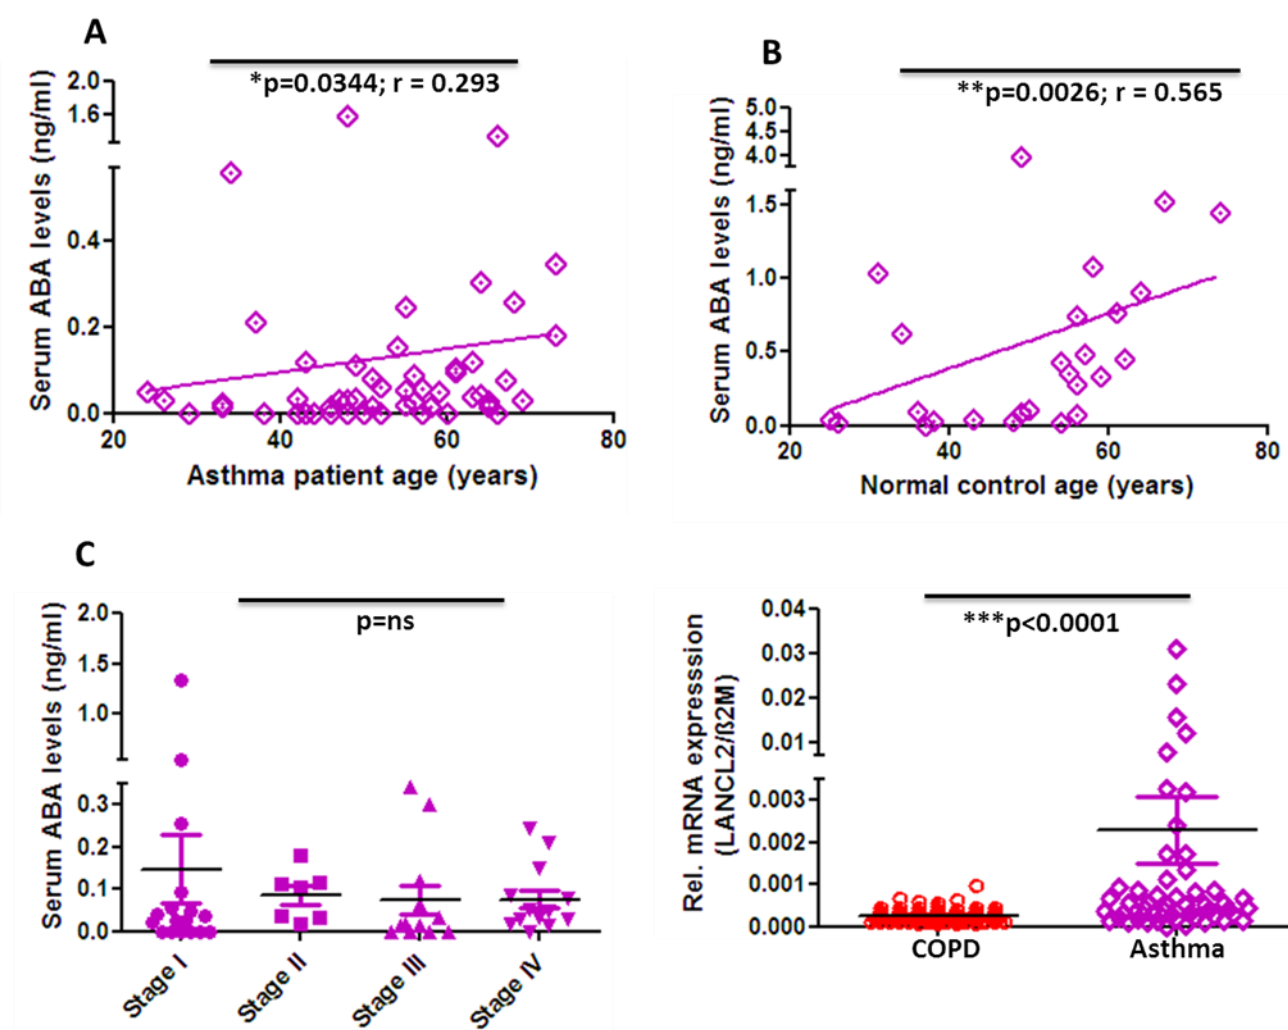 A
*p=0.0344; r = 0.293
Serum ABA levels (ng/ml)
2.0
1.6
0.4
0.2
0.0
20
40
60
80
Asthma patient age (years)
B
**p=0.0026; r = 0.565
Serum ABA levels (ng/ml)
5.0
4.5
4.0
1.5
1.0
0.5
0.0
20
40
60
80
Normal control age (years)
C
p=ns
Serum ABA levels (ng/ml)
2.0
1.5
1.0
0.3
0.2
0.1
0.0
Stage I
Stage II
Stage III
Stage IV
***p<0.0001
Rel. mRNA expresssion
(LANCL2/ß2M)
0.04
0.03
0.02
0.01
0.003
0.002
0.001
0.000
COPD
Asthma